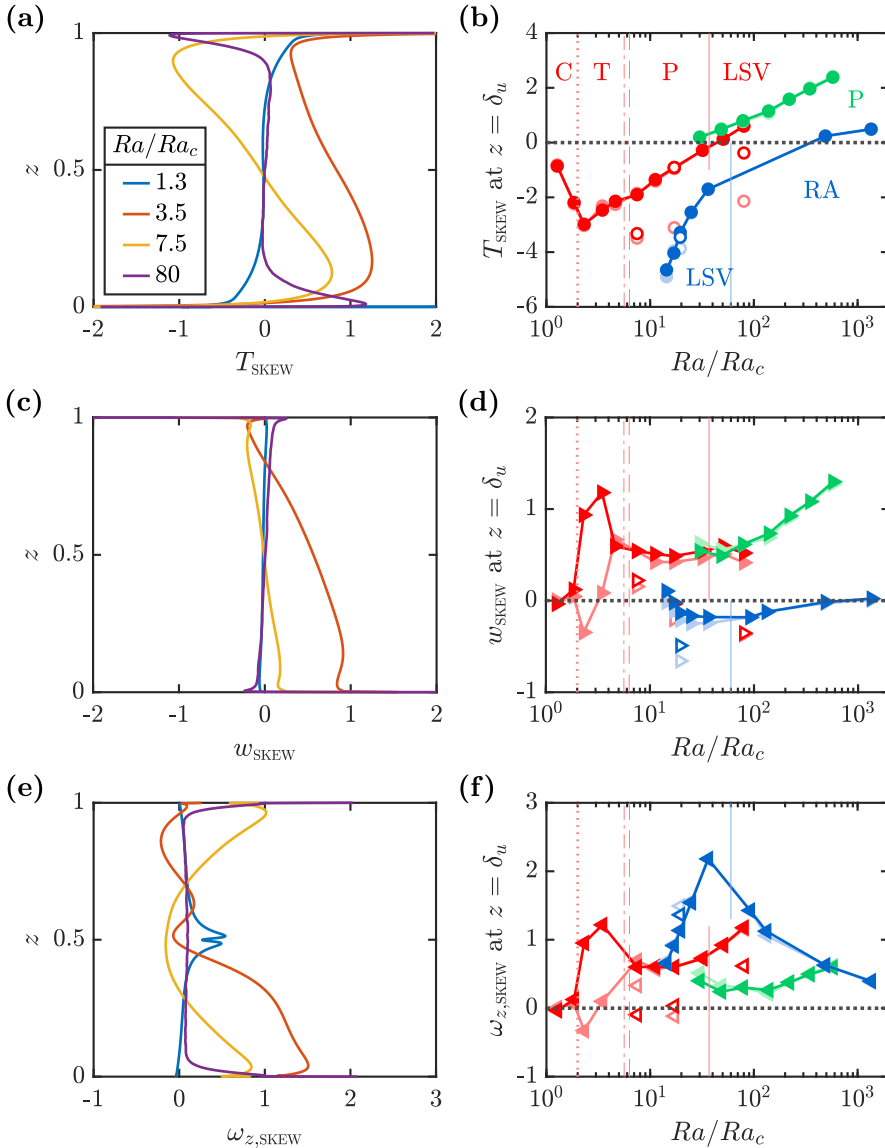 (a)
1
0.5
0
z
Ra/Ra_c
1.3
3.5
7.5
80
-2 -1 0 1 2
T_SKEW
(b)
4
2
0
-2
-4
-6
T_SKEW at z = δ_u
C T P LSV
P
RA
LSV
10^0 10^1 10^2 10^3
Ra/Ra_c
(c)
1
0.5
0
z
-2 -1 0 1 2
w_SKEW
(d)
2
1
0
-1
w_SKEW at z = δ_u
10^0 10^1 10^2 10^3
Ra/Ra_c
(e)
1
0.5
0
z
-1 0 1 2 3
ω_z,SKEW
(f)
3
2
1
0
-1
ω_z,SKEW at z = δ_u
10^0 10^1 10^2 10^3
Ra/Ra_c